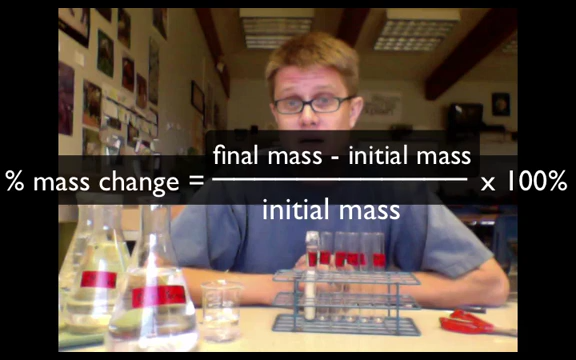 final mass - initial mass
% mass change = x 100%
initial mass